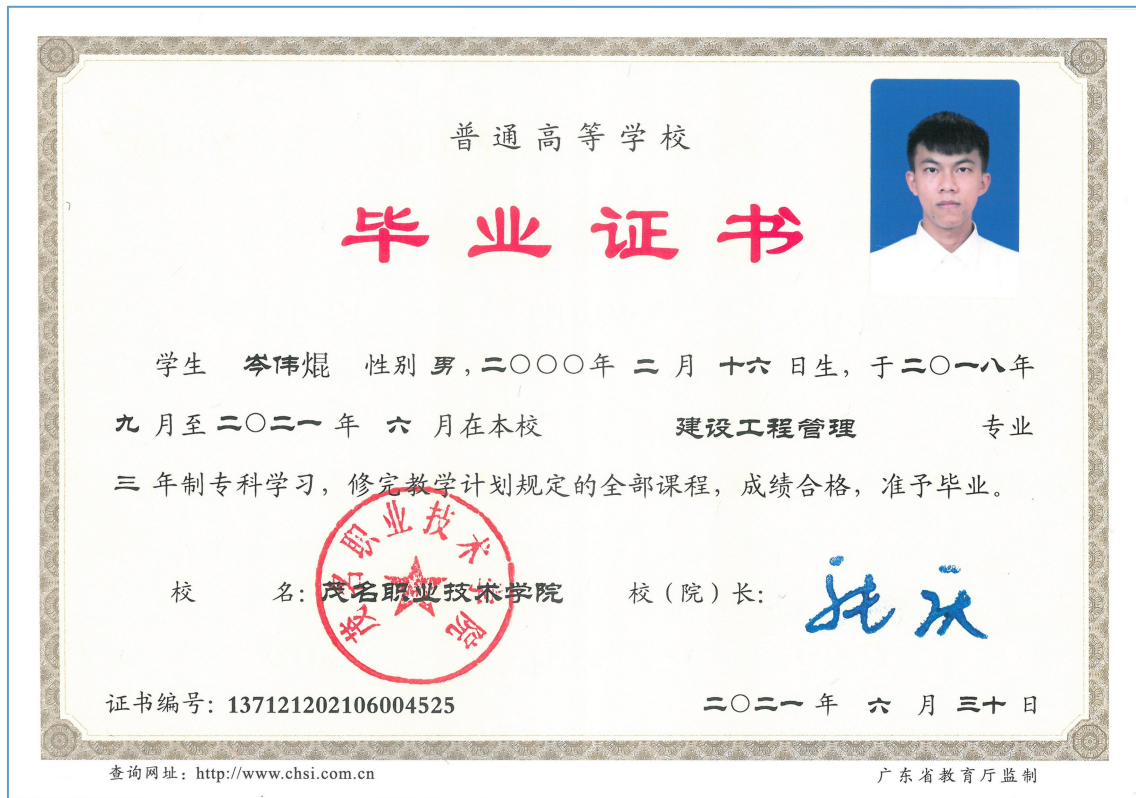 普通高等学校
毕业证书
学生 岑伟焜 性别 男,二〇〇〇年 二 月 十六 日生，于二〇一八年
九 月至 二〇二一 年 六 月在本校 建设工程管理 专业
三 年制专科学习，修完教学计划规定的全部课程，成绩合格，准予毕业。
茂名职业技术学院
校 名：茂名职业技术学院 校（院）长：
证书编号：137121202106004525 二〇二一 年 六 月 三十 日
查询网址：http://www.chsi.com.cn 广东省教育厅监制